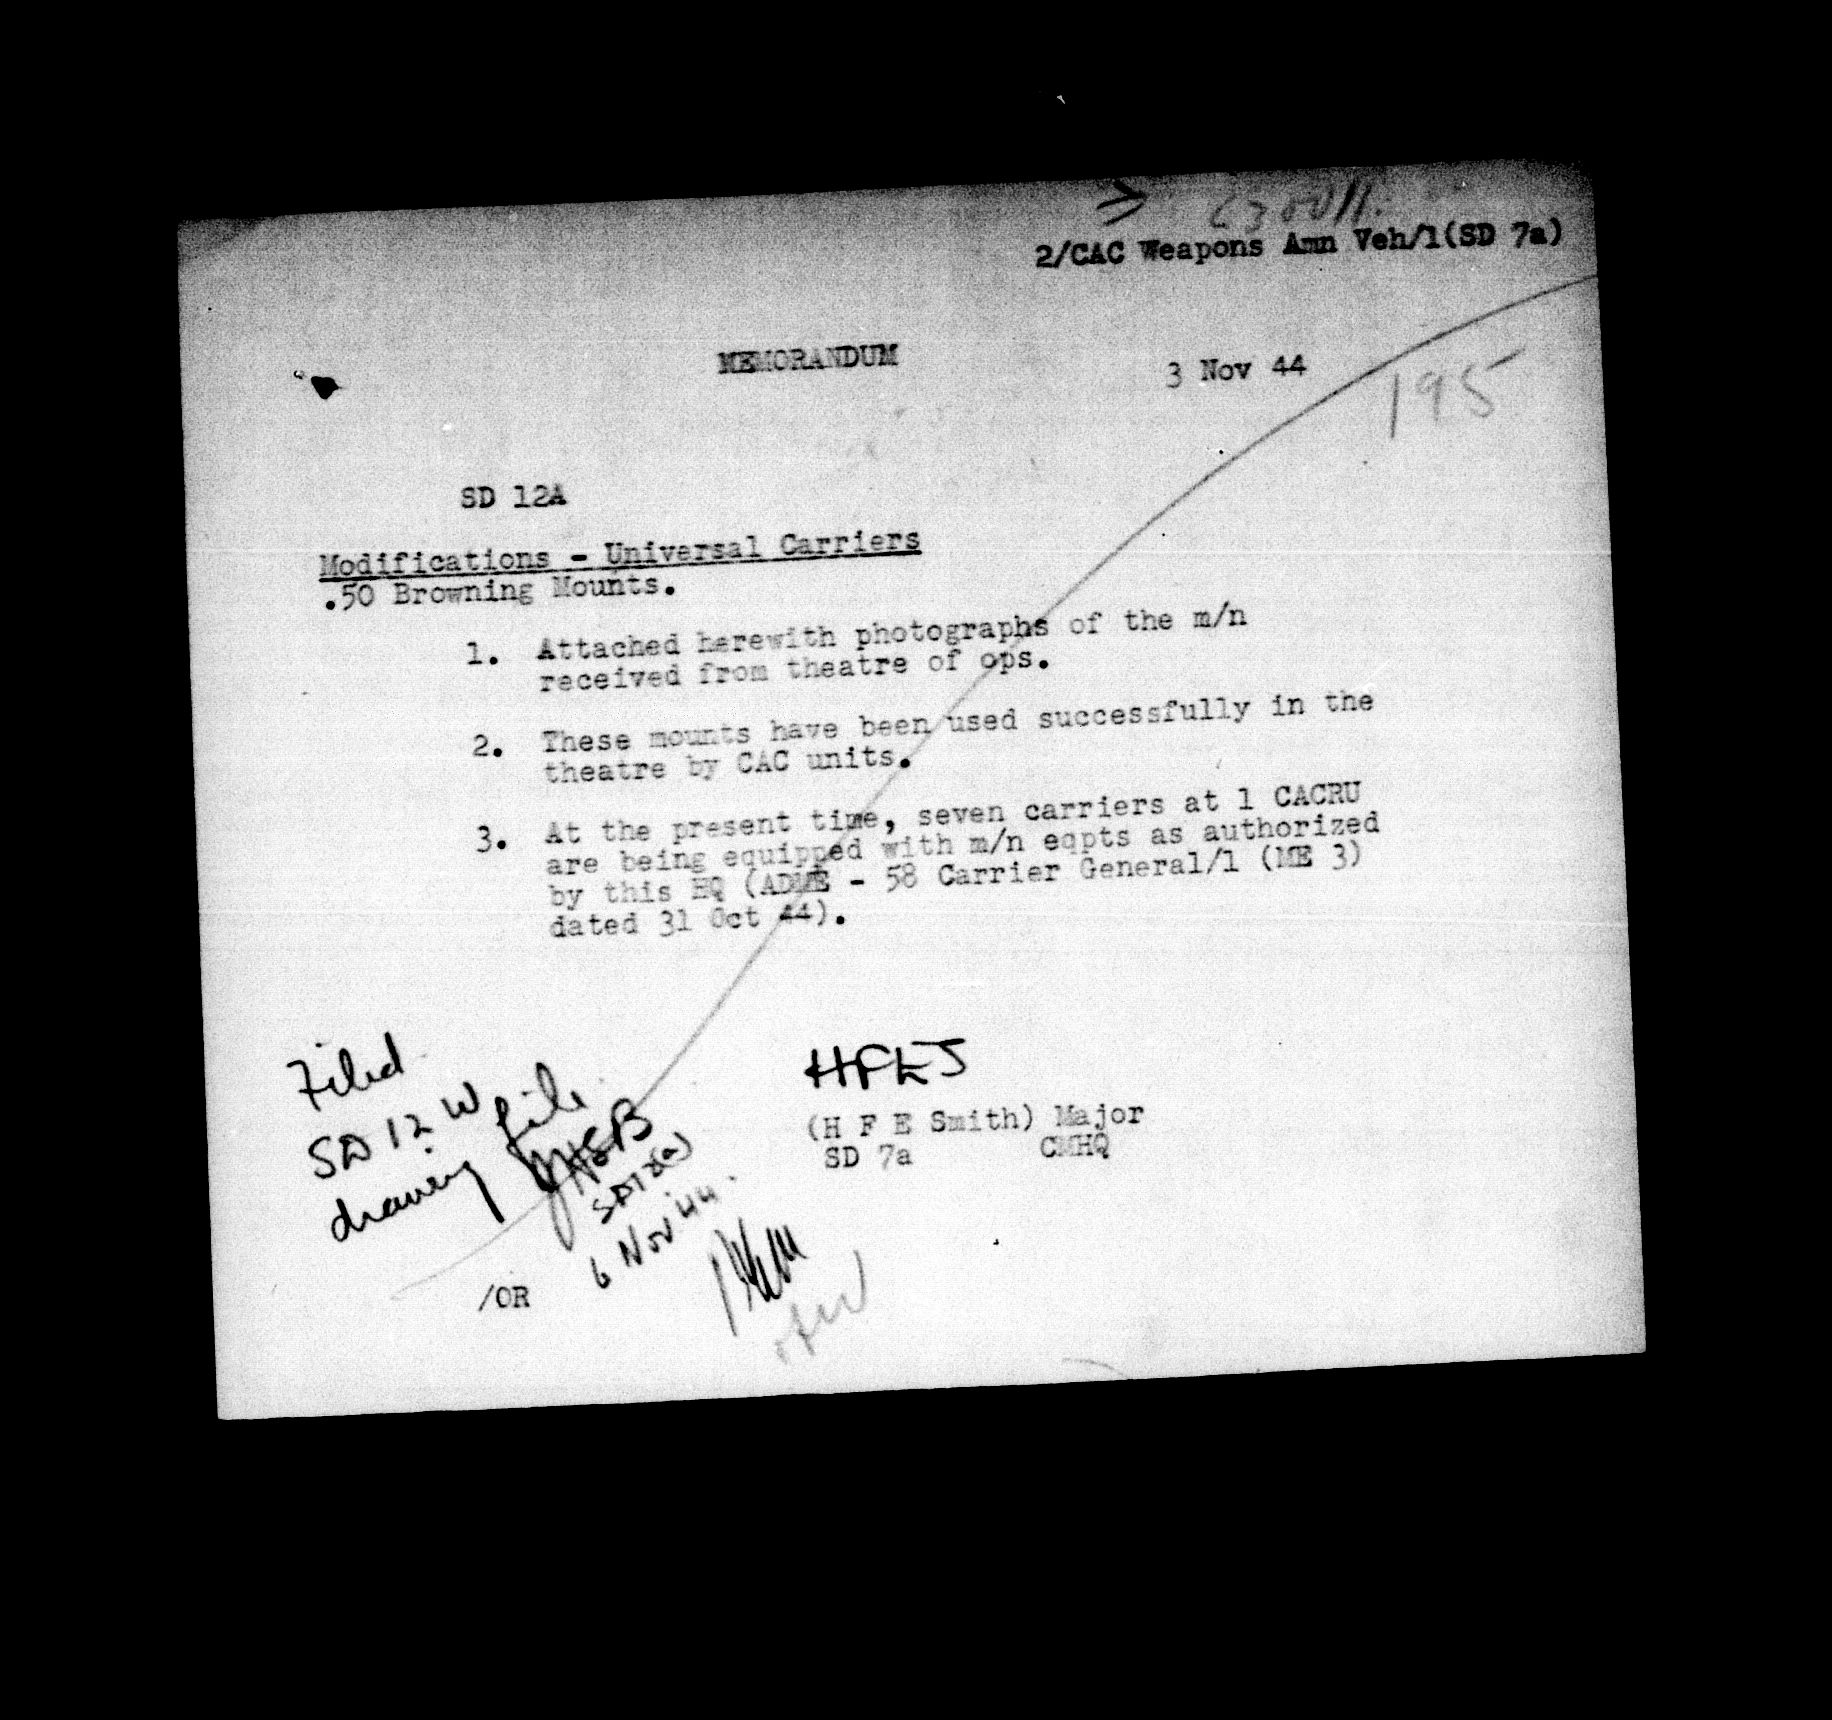 2/CAC Weapons Amn Veh/1(SD 7a)
MEMORANDUM
3 Nov 44
195
SD 12A
Modifications - Universal Carriers
.50 Browning Mounts.
1. Attached herewith photographs of the m/n
received from theatre of ops.
2. These mounts have been used successfully in the
theatre by CAC units.
3. At the present time, seven carriers at 1 CACRU
are being equipped with m/n eqpts as authorized
by this HQ (ADME - 58 Carrier General/1 (ME 3)
dated 31 Oct 44).
HFES
(H F E Smith) Major
SD 7a CMHQ
Filed
SD 12 W file
drawing
SD12(a)
6 Nov 44.
/OR